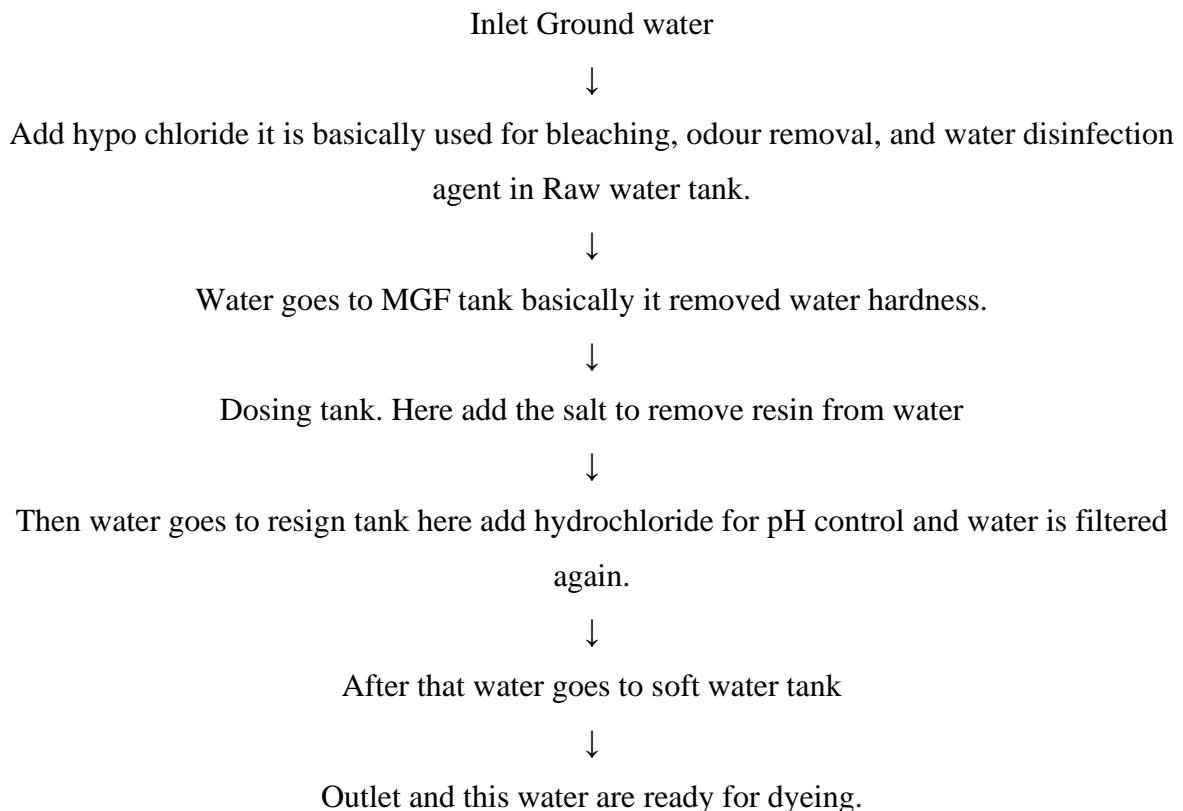 Inlet Ground water
↓
Add hypo chloride it is basically used for bleaching, odour removal, and water disinfection
agent in Raw water tank.
↓
Water goes to MGF tank basically it removed water hardness.
↓
Dosing tank. Here add the salt to remove resin from water
↓
Then water goes to resign tank here add hydrochloride for pH control and water is filtered
again.
↓
After that water goes to soft water tank
↓
Outlet and this water are ready for dyeing.